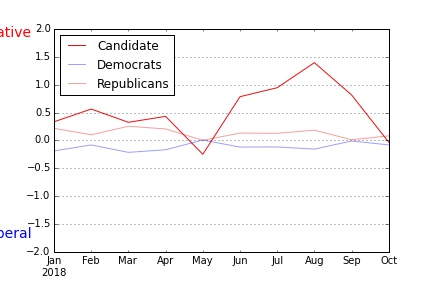 ative
2.0
1.5
1.0
0.5
0.0
−0.5
−1.0
−1.5
−2.0
beral
Candidate
Democrats
Republicans
Jan Feb Mar Apr May Jun Jul Aug Sep Oct
2018